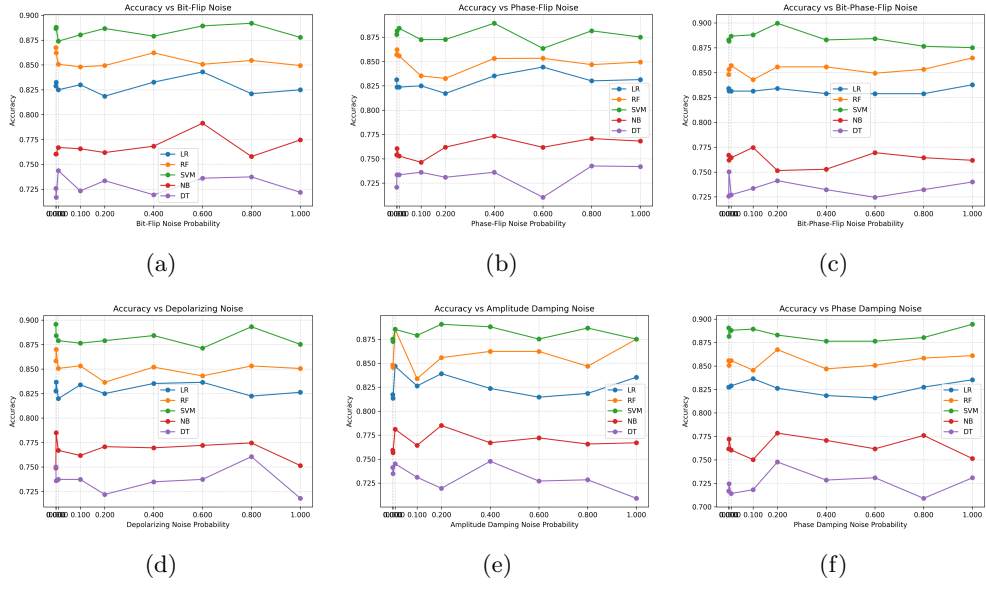 Accuracy vs Bit-Flip Noise
Accuracy
0.900
0.875
0.850
0.825
0.800
0.775
0.750
0.725
LR
RF
SVM
NB
DT
0.100 0.200 0.400 0.600 0.800 1.000
Bit-Flip Noise Probability
(a)
Accuracy vs Phase-Flip Noise
Accuracy
0.875
0.850
0.825
0.800
0.775
0.750
0.725
LR
RF
SVM
NB
DT
0.100 0.200 0.400 0.600 0.800 1.000
Phase-Flip Noise Probability
(b)
Accuracy vs Bit-Phase-Flip Noise
Accuracy
0.900
0.875
0.850
0.825
0.800
0.775
0.750
0.725
LR
RF
SVM
NB
DT
0.100 0.200 0.400 0.600 0.800 1.000
Bit-Phase-Flip Noise Probability
(c)
Accuracy vs Depolarizing Noise
Accuracy
0.900
0.875
0.850
0.825
0.800
0.775
0.750
0.725
LR
RF
SVM
NB
DT
0.100 0.200 0.400 0.600 0.800 1.000
Depolarizing Noise Probability
(d)
Accuracy vs Amplitude Damping Noise
Accuracy
0.875
0.850
0.825
0.800
0.775
0.750
0.725
LR
RF
SVM
NB
DT
0.100 0.200 0.400 0.600 0.800 1.000
Amplitude Damping Noise Probability
(e)
Accuracy vs Phase Damping Noise
Accuracy
0.900
0.875
0.850
0.825
0.800
0.775
0.750
0.725
0.700
LR
RF
SVM
NB
DT
0.100 0.200 0.400 0.600 0.800 1.000
Phase Damping Noise Probability
(f)